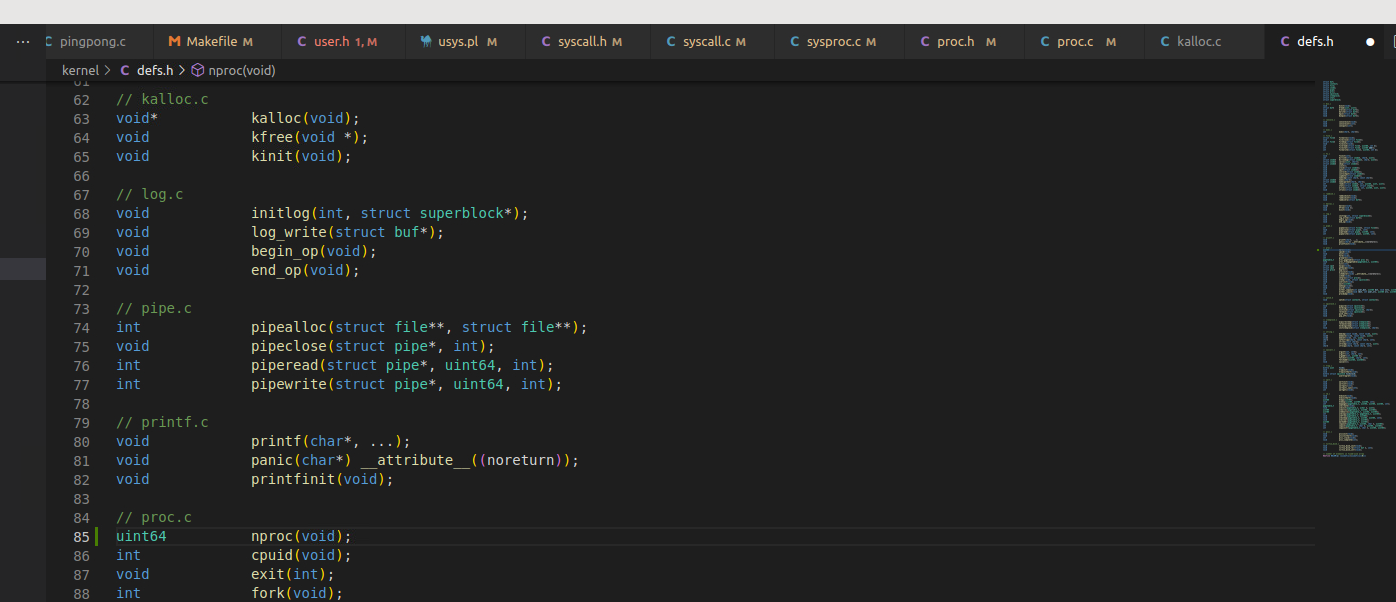 ··· C pingpong.c M Makefile M C user.h 1, M usys.pl M C syscall.h M C syscall.c M C sysproc.c M C proc.h M C proc.c M C kalloc.c C defs.h ●
kernel > C defs.h > nproc(void)
61
62 // kalloc.c
63 void* kalloc(void);
64 void kfree(void *);
65 void kinit(void);
66
67 // log.c
68 void initlog(int, struct superblock*);
69 void log_write(struct buf*);
70 void begin_op(void);
71 void end_op(void);
72
73 // pipe.c
74 int pipealloc(struct file**, struct file**);
75 void pipeclose(struct pipe*, int);
76 int piperead(struct pipe*, uint64, int);
77 int pipewrite(struct pipe*, uint64, int);
78
79 // printf.c
80 void printf(char*, ...);
81 void panic(char*) __attribute__((noreturn));
82 void printfinit(void);
83
84 // proc.c
85 uint64 nproc(void);
86 int cpuid(void);
87 void exit(int);
88 int fork(void);